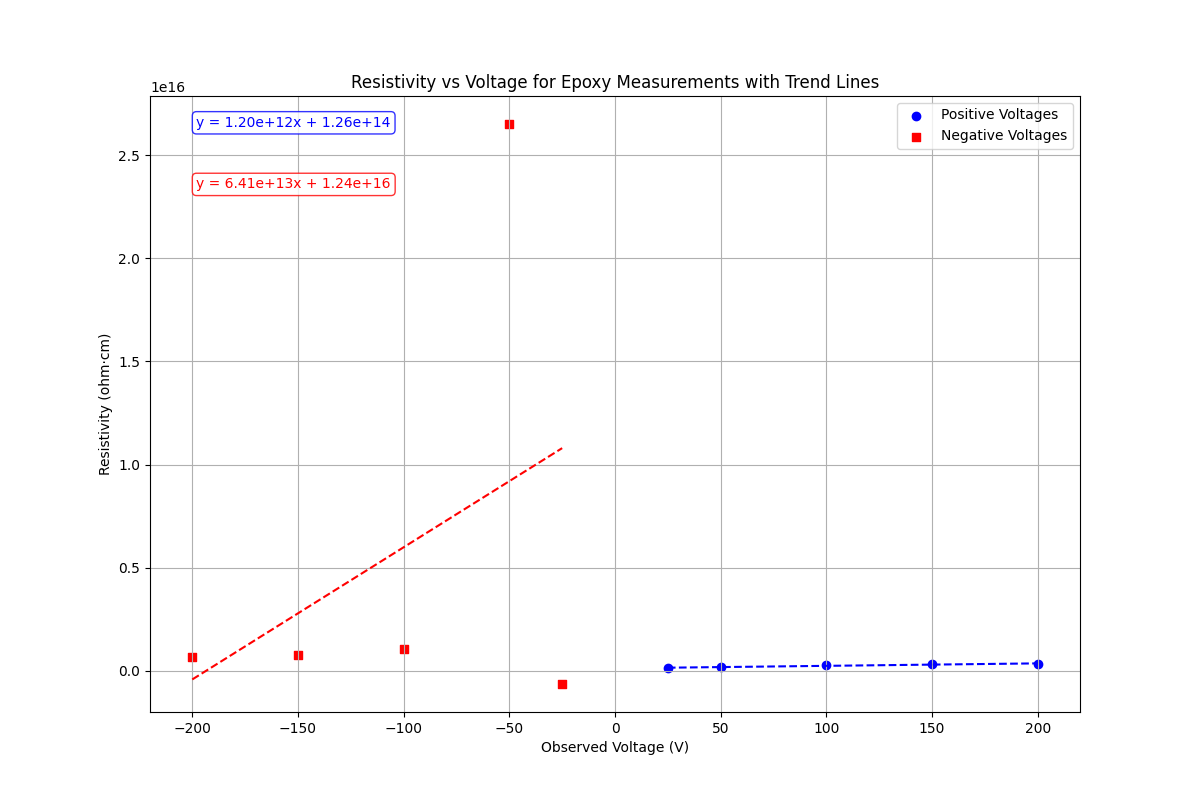 Resistivity vs Voltage for Epoxy Measurements with Trend Lines
1e16
y = 1.20e+12x + 1.26e+14
y = 6.41e+13x + 1.24e+16
Positive Voltages
Negative Voltages
2.5
2.0
1.5
1.0
0.5
0.0
Resistivity (ohm·cm)
−200 −150 −100 −50 0 50 100 150 200
Observed Voltage (V)